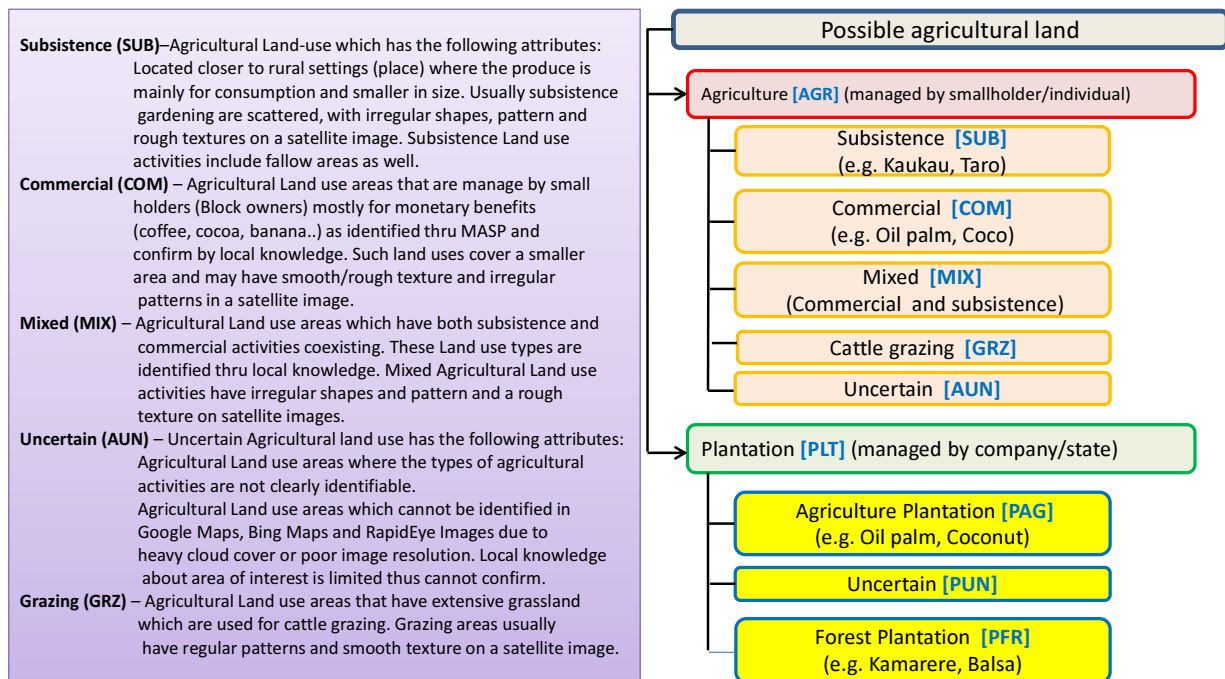 Subsistence (SUB)–Agricultural Land-use which has the following attributes:
Located closer to rural settings (place) where the produce is
mainly for consumption and smaller in size. Usually subsistence
gardening are scattered, with irregular shapes, pattern and
rough textures on a satellite image. Subsistence Land use
activities include fallow areas as well.
Commercial (COM) – Agricultural Land use areas that are manage by small
holders (Block owners) mostly for monetary benefits
(coffee, cocoa, banana..) as identified thru MASP and
confirm by local knowledge. Such land uses cover a smaller
area and may have smooth/rough texture and irregular
patterns in a satellite image.
Mixed (MIX) – Agricultural Land use areas which have both subsistence and
commercial activities coexisting. These Land use types are
identified thru local knowledge. Mixed Agricultural Land use
activities have irregular shapes and pattern and a rough
texture on satellite images.
Uncertain (AUN) – Uncertain Agricultural land use has the following attributes:
Agricultural Land use areas where the types of agricultural
activities are not clearly identifiable.
Agricultural Land use areas which cannot be identified in
Google Maps, Bing Maps and RapidEye Images due to
heavy cloud cover or poor image resolution. Local knowledge
about area of interest is limited thus cannot confirm.
Grazing (GRZ) – Agricultural Land use areas that have extensive grassland
which are used for cattle grazing. Grazing areas usually
have regular patterns and smooth texture on a satellite image.
Possible agricultural land
Agriculture [AGR] (managed by smallholder/individual)
Subsistence [SUB]
(e.g. Kaukau, Taro)
Commercial [COM]
(e.g. Oil palm, Coco)
Mixed [MIX]
(Commercial and subsistence)
Cattle grazing [GRZ]
Uncertain [AUN]
Plantation [PLT] (managed by company/state)
Agriculture Plantation [PAG]
(e.g. Oil palm, Coconut)
Uncertain [PUN]
Forest Plantation [PFR]
(e.g. Kamarere, Balsa)